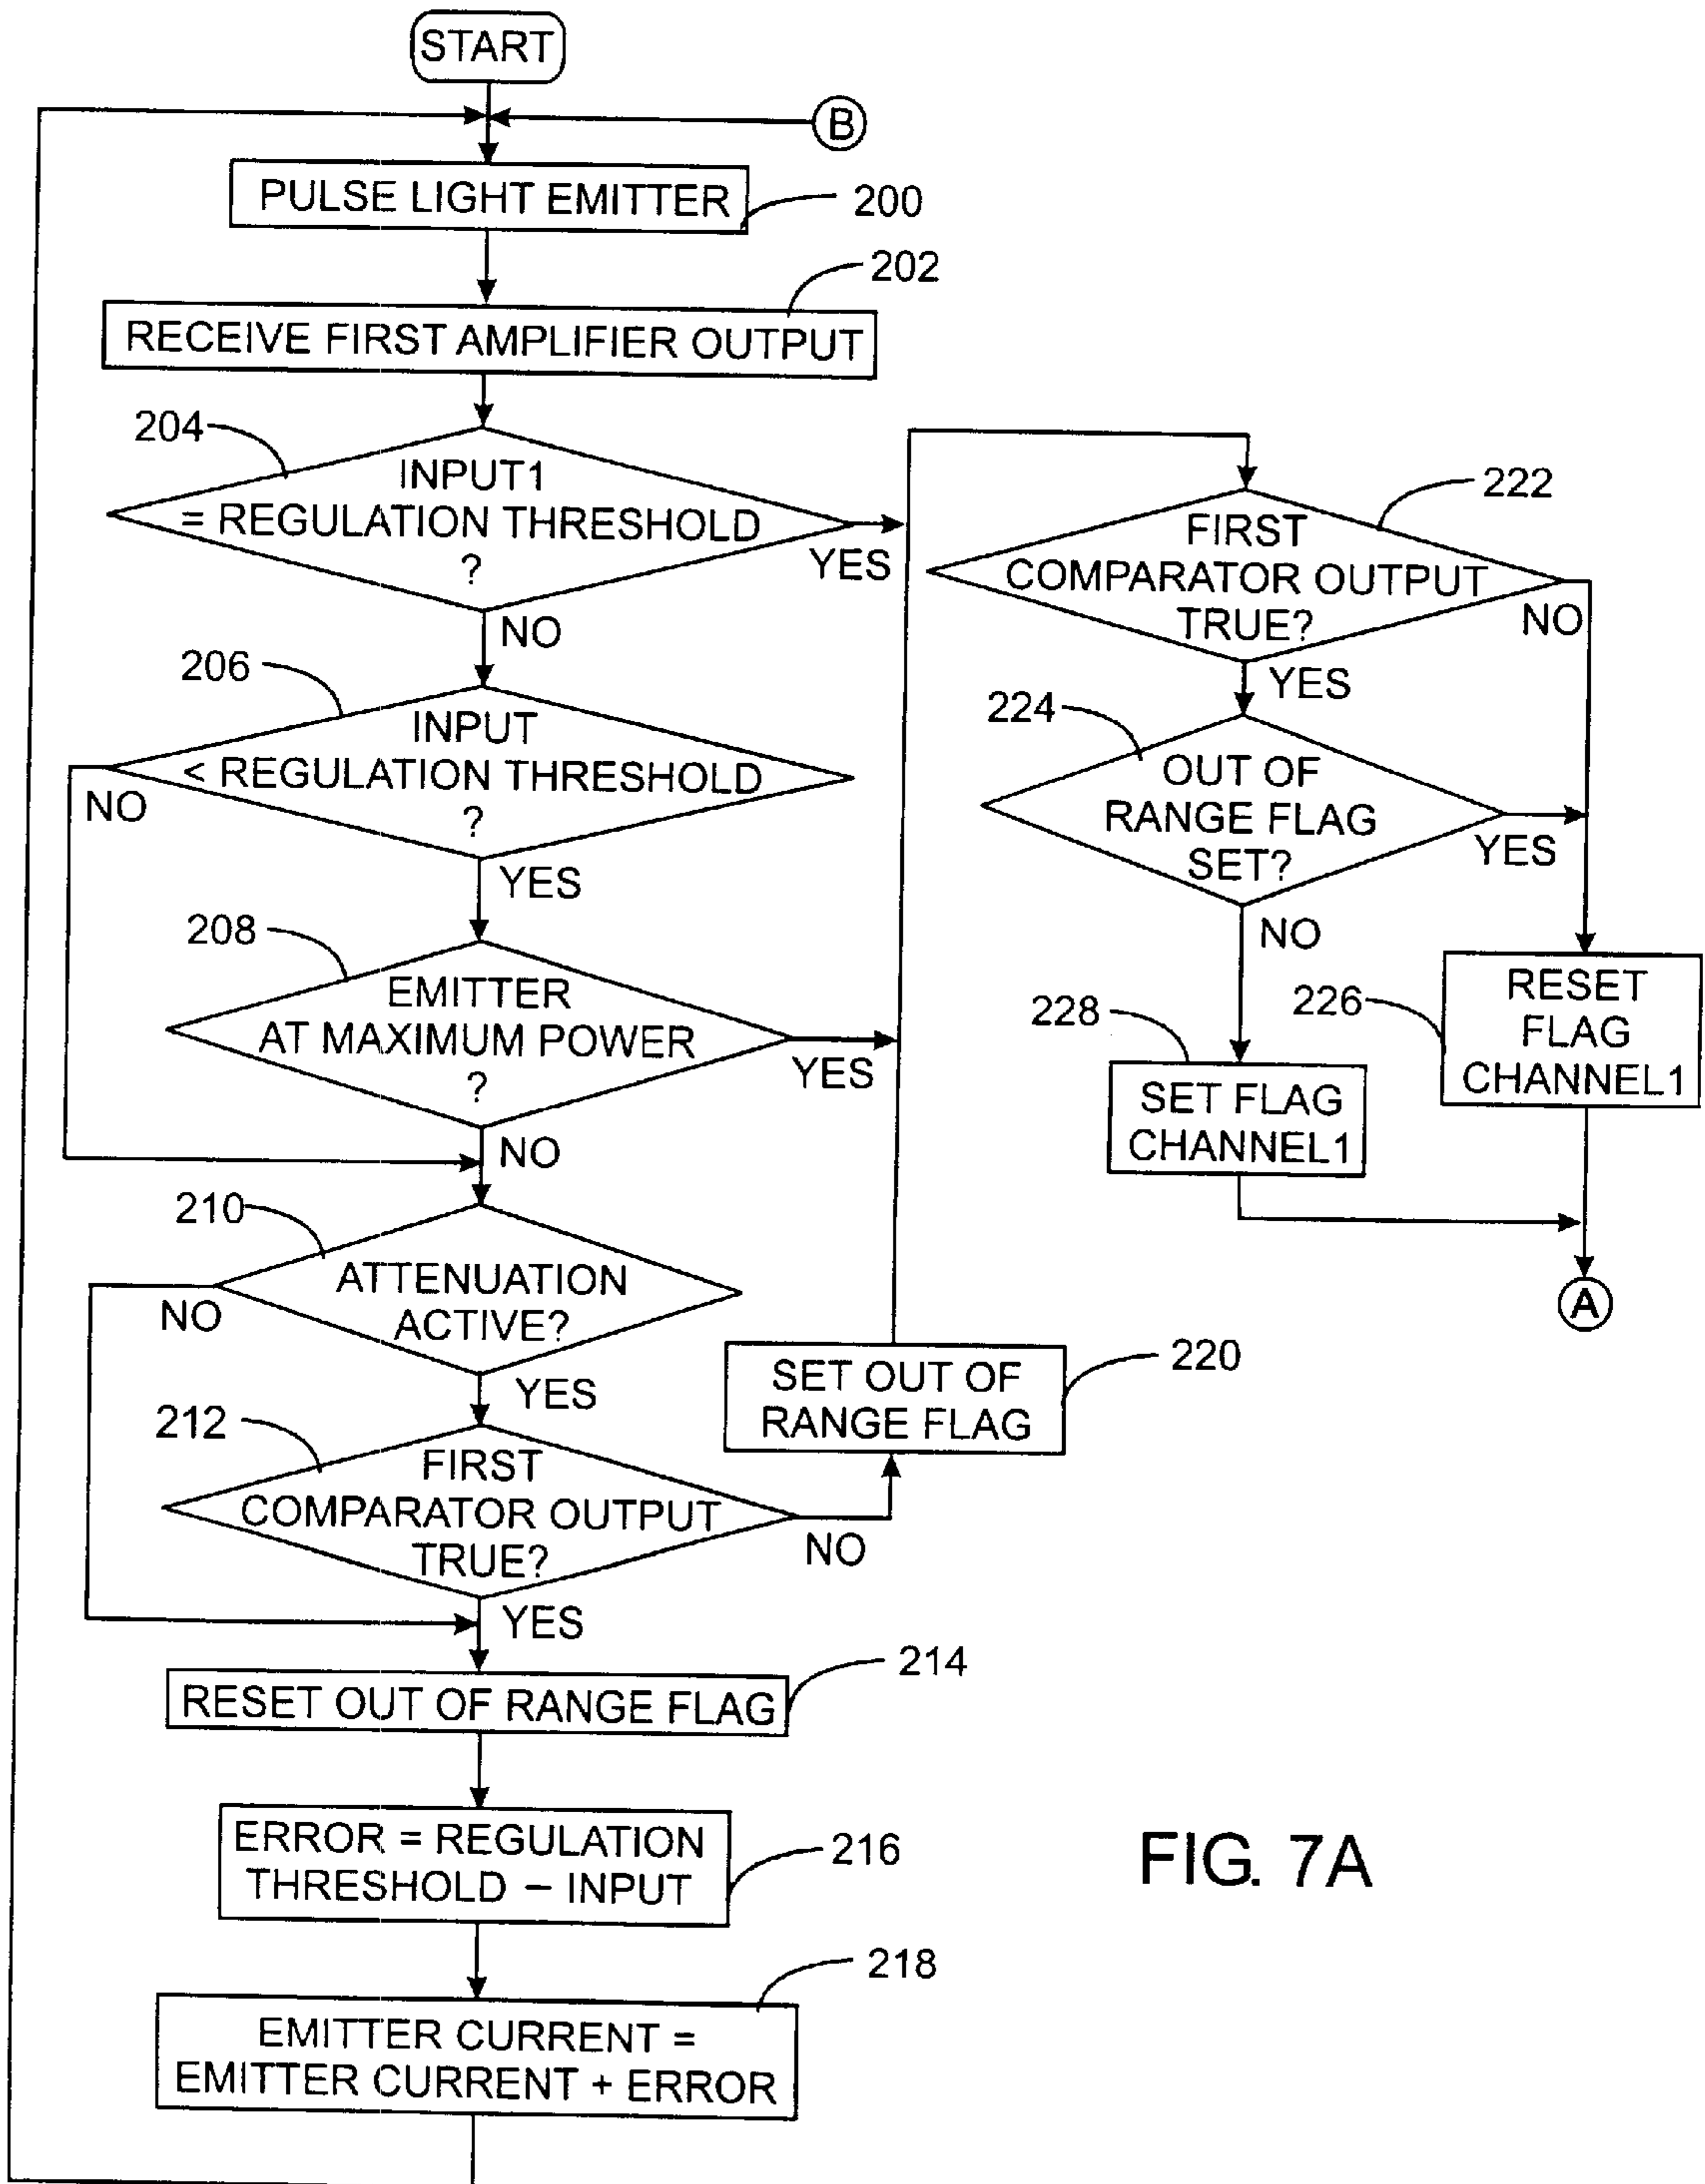 START
B
PULSE LIGHT EMITTER
200
202
RECEIVE FIRST AMPLIFIER OUTPUT
204
INPUT1
= REGULATION THRESHOLD
?
YES
NO
206
INPUT
< REGULATION THRESHOLD
?
NO
YES
208
EMITTER
AT MAXIMUM POWER
?
YES
NO
210
ATTENUATION
ACTIVE?
NO
YES
212
FIRST
COMPARATOR OUTPUT
TRUE?
NO
YES
214
RESET OUT OF RANGE FLAG
ERROR = REGULATION
THRESHOLD – INPUT
216
218
EMITTER CURRENT =
EMITTER CURRENT + ERROR
SET OUT OF
RANGE FLAG
220
222
FIRST
COMPARATOR OUTPUT
TRUE?
NO
YES
224
OUT OF
RANGE FLAG
SET?
YES
NO
226
RESET
FLAG
CHANNEL1
228
SET FLAG
CHANNEL1
A
FIG. 7A